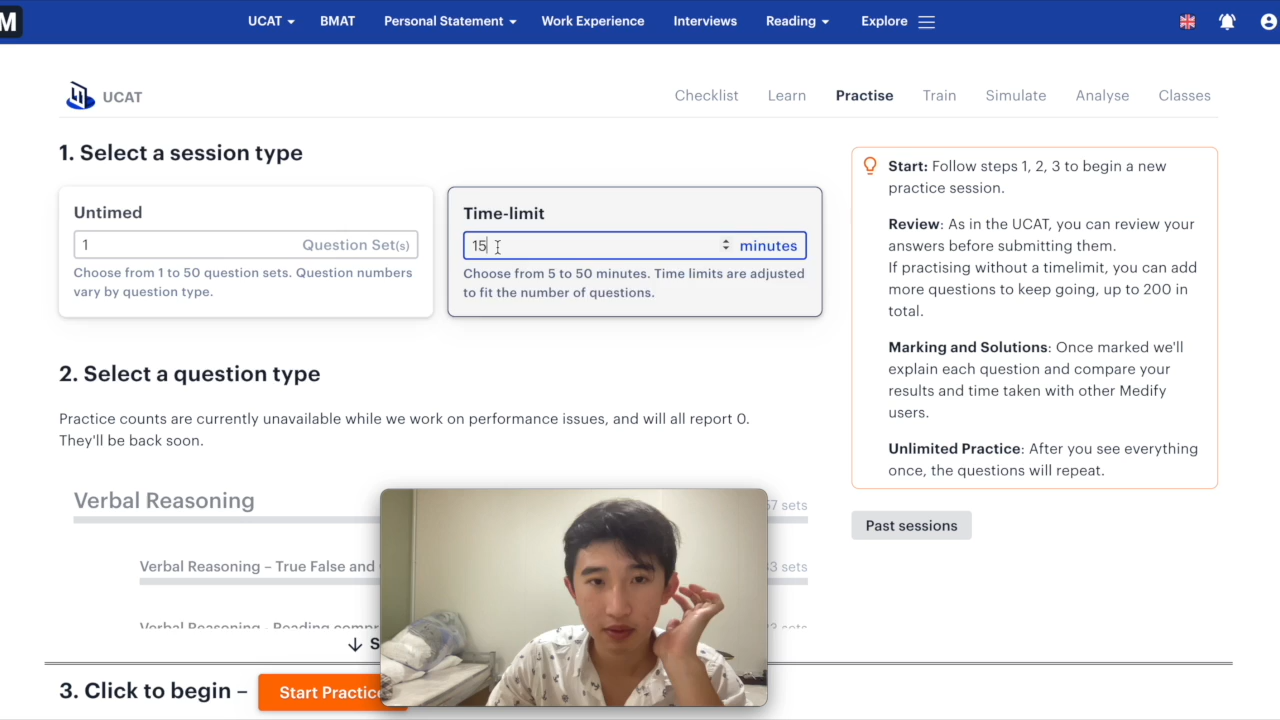 M
UCAT
BMAT
Personal Statement
Work Experience
Interviews
Reading
Explore
UCAT
Checklist
Learn
Practise
Train
Simulate
Analyse
Classes
1. Select a session type
Untimed
1 Question Set(s)
Choose from 1 to 50 question sets. Question numbers
vary by question type.
Time-limit
15 minutes
Choose from 5 to 50 minutes. Time limits are adjusted
to fit the number of questions.
2. Select a question type
Practice counts are currently unavailable while we work on performance issues, and will all report 0.
They'll be back soon.
Verbal Reasoning
sets
Verbal Reasoning – True False and
sets
Verbal Reasoning - Reading
sets
3. Click to begin –
Start Practice
Start: Follow steps 1, 2, 3 to begin a new
practice session.
Review: As in the UCAT, you can review your
answers before submitting them.
If practising without a timelimit, you can add
more questions to keep going, up to 200 in
total.
Marking and Solutions: Once marked we'll
explain each question and compare your
results and time taken with other Medify
users.
Unlimited Practice: After you see everything
once, the questions will repeat.
Past sessions